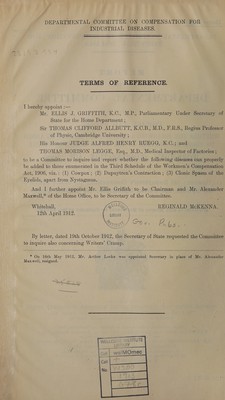 DEPARTMENTAL COMMITTEE ON COMPENSATION FOR
INDUSTRIAL DISEASES.
TERMS OF REFERENCE.
I hereby appoint—
Mr. ELLIS J. GRIFFITH, K.C., M.P., Parliamentary Under Secretary of
State for the Home Department;
Sir THOMAS CLIFFORD ALLBUTT, K.C.B., M.D., F.R.S., Regius Professor
of Physic, Cambridge University;
His Honour JUDGE ALFRED HENRY RUEGG, K.C.; and
THOMAS MORISON LEGGE, Esq., M.D., Medical Inspector of Factories;
to be a Committee to inquire and report whether the following diseases can properly
be added to those enumerated in the Third Schedule of the Workmen's Compensation
Act, 1906, viz.: (1) Cowpox; (2) Dupuytren's Contraction; (3) Clonic Spasm of the
Eyelids, apart from Nystagmus.
And I further appoint Mr. Ellis Griffith to be Chairman and Mr. Alexander
Maxwell,* of the Home Office, to be Secretary of the Committee.
Whitehall, REGINALD McKENNA.
12th April 1912.
By letter, dated 19th October 1912, the Secretary of State requested the Committee
to inquire also concerning Writers' Cramp.
* On 24th May 1912, Mr. Arthur Locke was appointed Secretary in place of Mr. Alexander
Maxwell, resigned.
LIBRARY
welMOmec